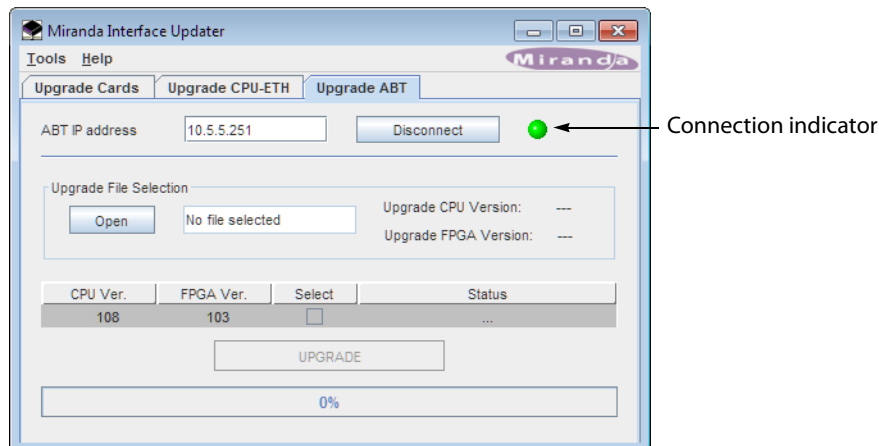 Miranda Interface Updater
Tools Help
Miranda
Upgrade Cards Upgrade CPU-ETH Upgrade ABT
ABT IP address 10.5.5.251 Disconnect Connection indicator
Upgrade File Selection
Open No file selected Upgrade CPU Version: ---
Upgrade FPGA Version: ---
CPU Ver. FPGA Ver. Select Status
108 103 ...
UPGRADE
0%